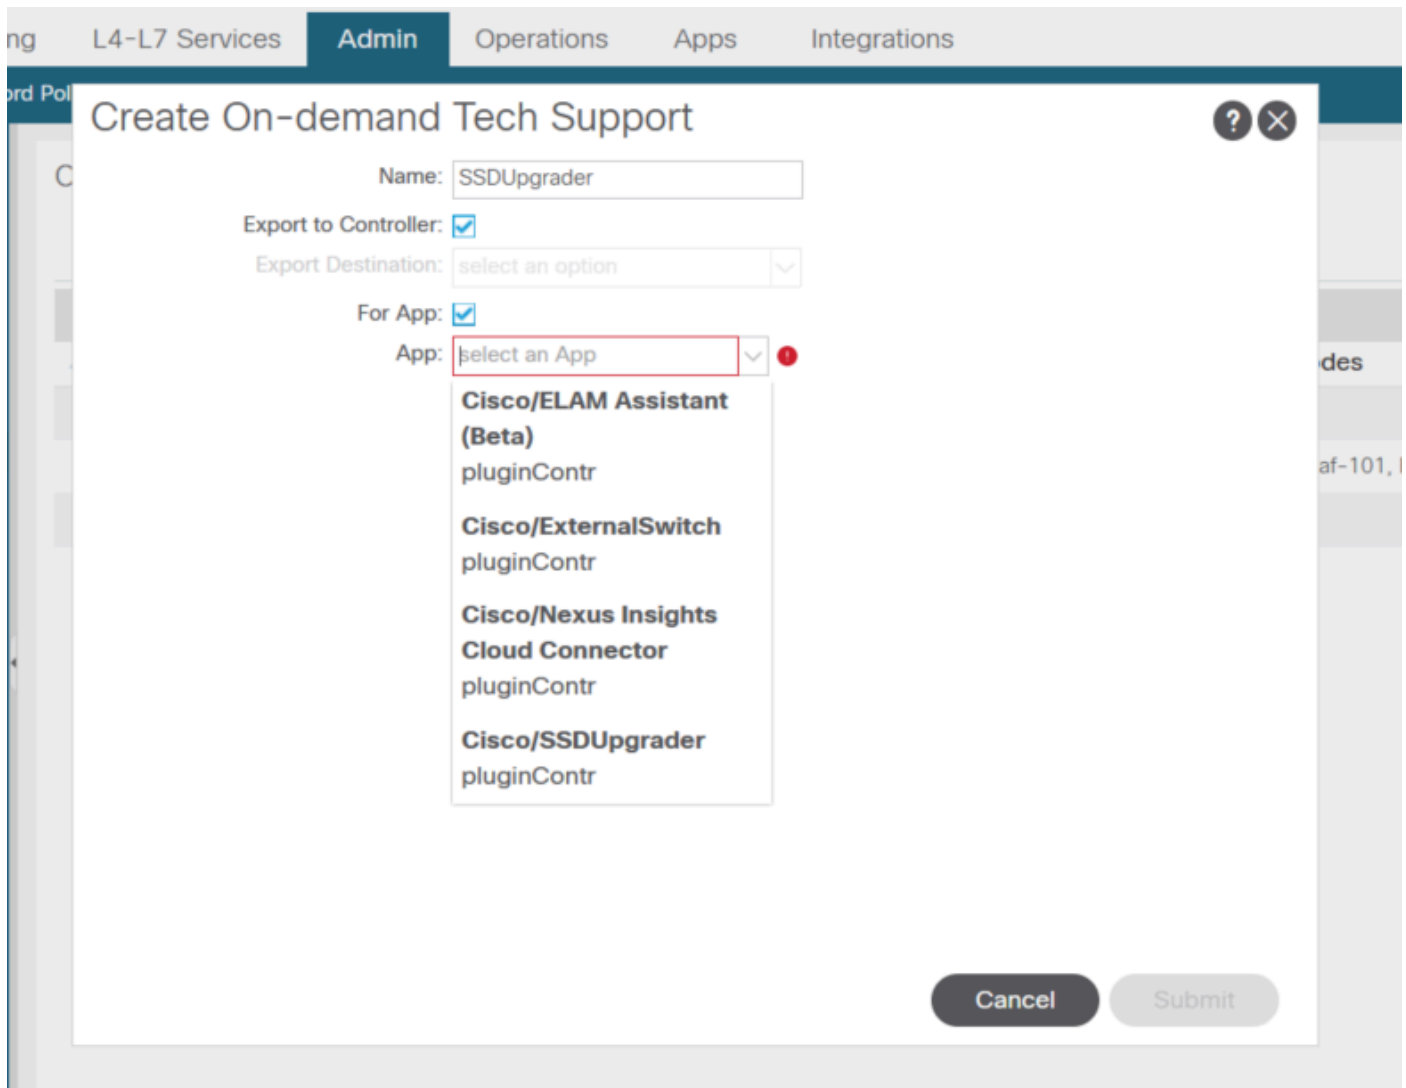 ng L4-L7 Services Admin Operations Apps Integrations
ord Pol
Create On-demand Tech Support
Name: SSDUpgrader
Export to Controller:
Export Destination: select an option
For App:
App: select an App
Cisco/ELAM Assistant
(Beta)
pluginContr
Cisco/ExternalSwitch
pluginContr
Cisco/Nexus Insights
Cloud Connector
pluginContr
Cisco/SSDUpgrader
pluginContr
des
af-101,
Cancel Submit